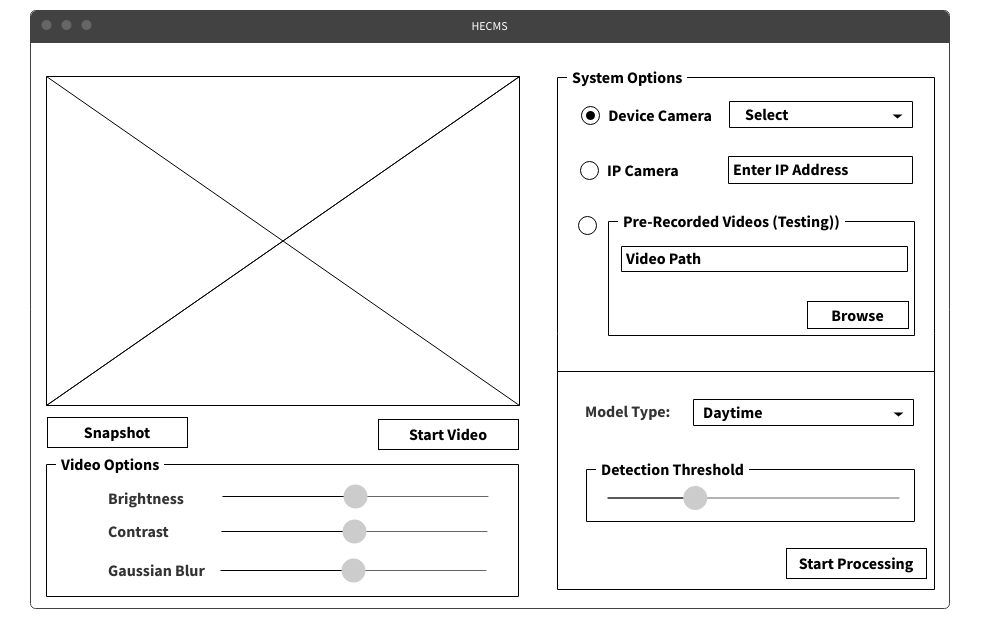 HECMS
Snapshot
Start Video
Video Options
Brightness
Contrast
Gaussian Blur
System Options
Device Camera
Select
IP Camera
Enter IP Address
Pre-Recorded Videos (Testing))
Video Path
Browse
Model Type:
Daytime
Detection Threshold
Start Processing